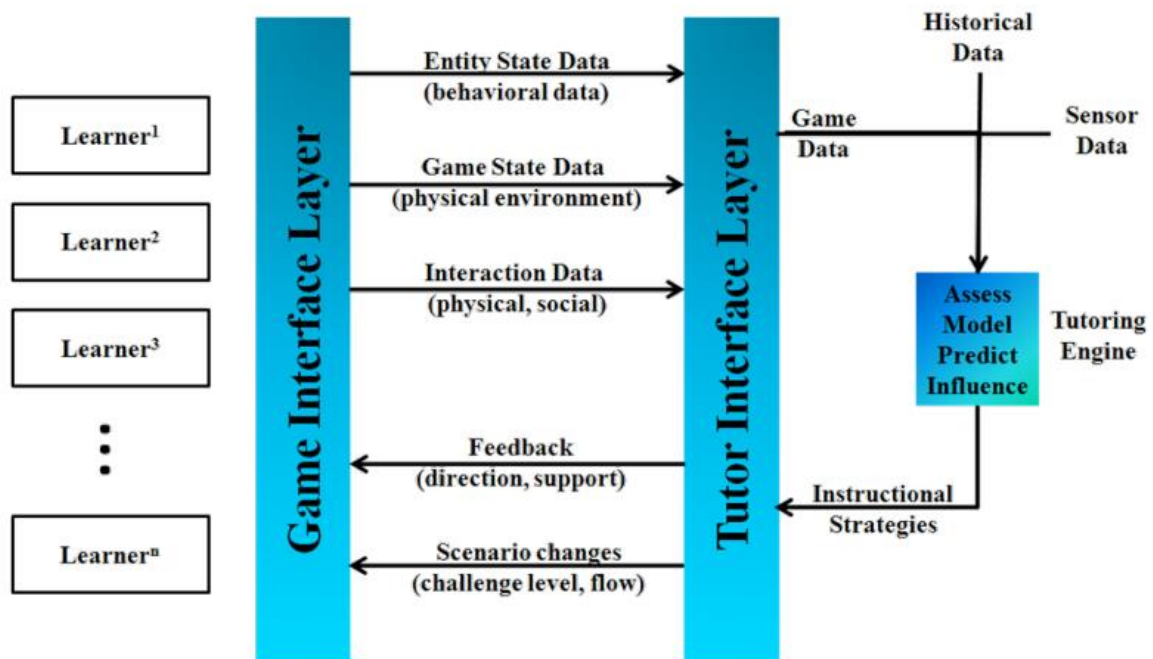 Learner1
Learner2
Learner3
Learnern
Game Interface Layer
Entity State Data
(behavioral data)
Game State Data
(physical environment)
Interaction Data
(physical, social)
Feedback
(direction, support)
Scenario changes
(challenge level, flow)
Tutor Interface Layer
Historical
Data
Game
Data
Sensor
Data
Assess
Model
Predict
Influence
Tutoring
Engine
Instructional
Strategies